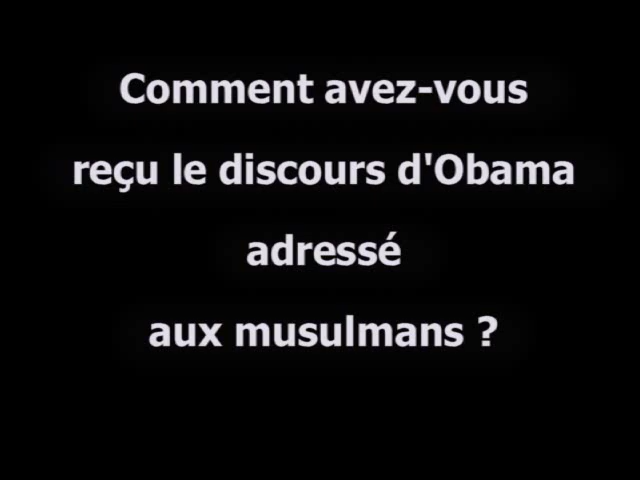 Comment avez-vous
reçu le discours d'Obama
adressé
aux musulmans ?